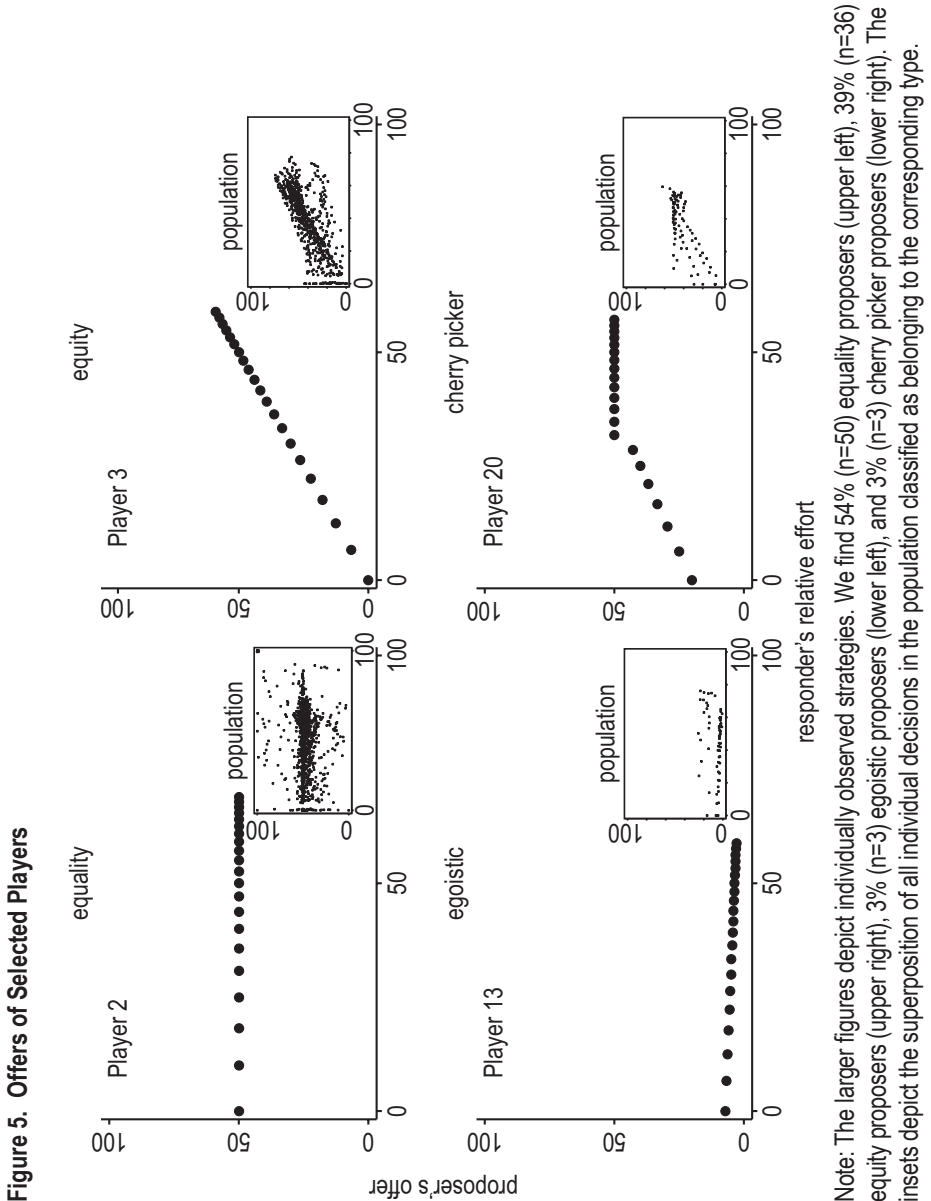 Figure 5. Offers of Selected Players
equality
Player 2
population
100
50
0
100
0
0
100
0
50
100
equity
Player 3
population
100
50
0
100
0
0
100
0
50
100
egoistic
Player 13
population
100
50
0
100
0
0
100
0
50
100
cherry picker
Player 20
population
100
50
0
100
0
0
100
0
50
100
proposer's offer
responder's relative effort
Note: The larger figures depict individually observed strategies. We find 54% (n=50) equality proposers (upper left), 39% (n=36)
equity proposers (upper right), 3% (n=3) egoistic proposers (lower left), and 3% (n=3) cherry picker proposers (lower right). The
insets depict the superposition of all individual decisions in the population classified as belonging to the corresponding type.